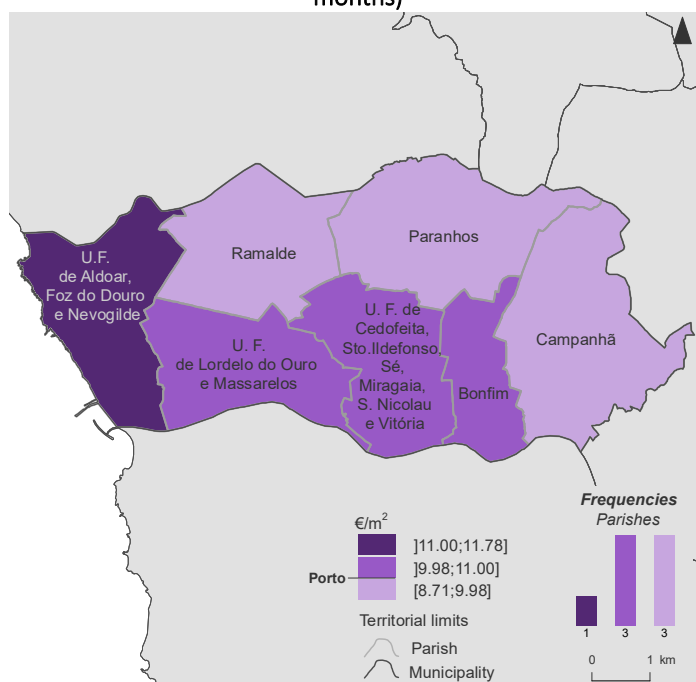 months)
U.F.
de Aldoar,
Foz do Douro
e Nevogilde
Ramalde
Paranhos
U. F.
de Lordelo do Ouro
e Massarelos
U. F. de
Cedofeita,
Sto.Ildefonso,
Sé,
Miragaia,
S. Nicolau
e Vitória
Bonfim
Campanhã
€/m²
]11.00;11.78]
]9.98;11.00]
[8.71;9.98]
Porto
Territorial limits
Parish
Municipality
Frequencies
Parishes
1 3 3
0 1 km